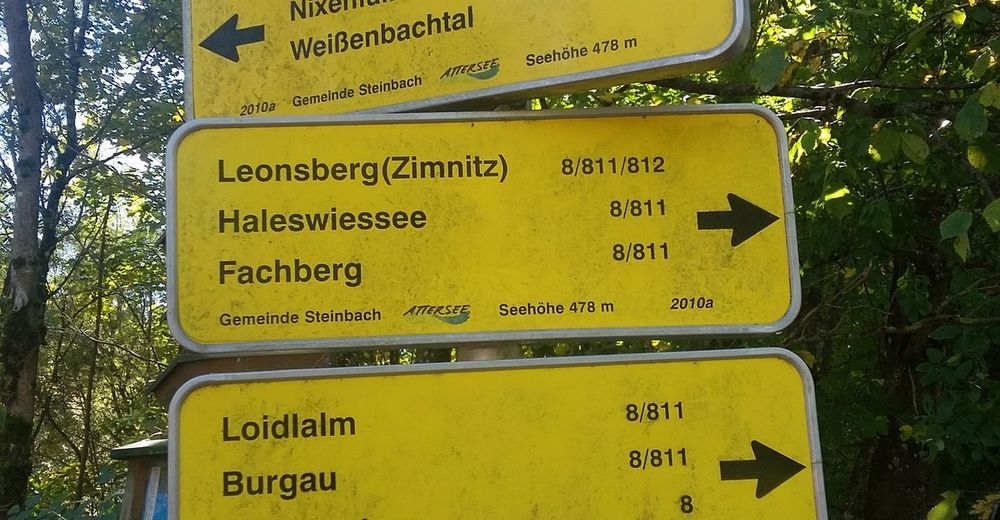 Weißenbachtal
2010a Gemeinde Steinbach ATTERSEE Seehöhe 478 m
Leonsberg(Zimnitz) 8/811/812
Haleswiessee 8/811
Fachberg 8/811
Gemeinde Steinbach ATTERSEE Seehöhe 478 m 2010a
Loidlalm 8/811
Burgau 8/811
8